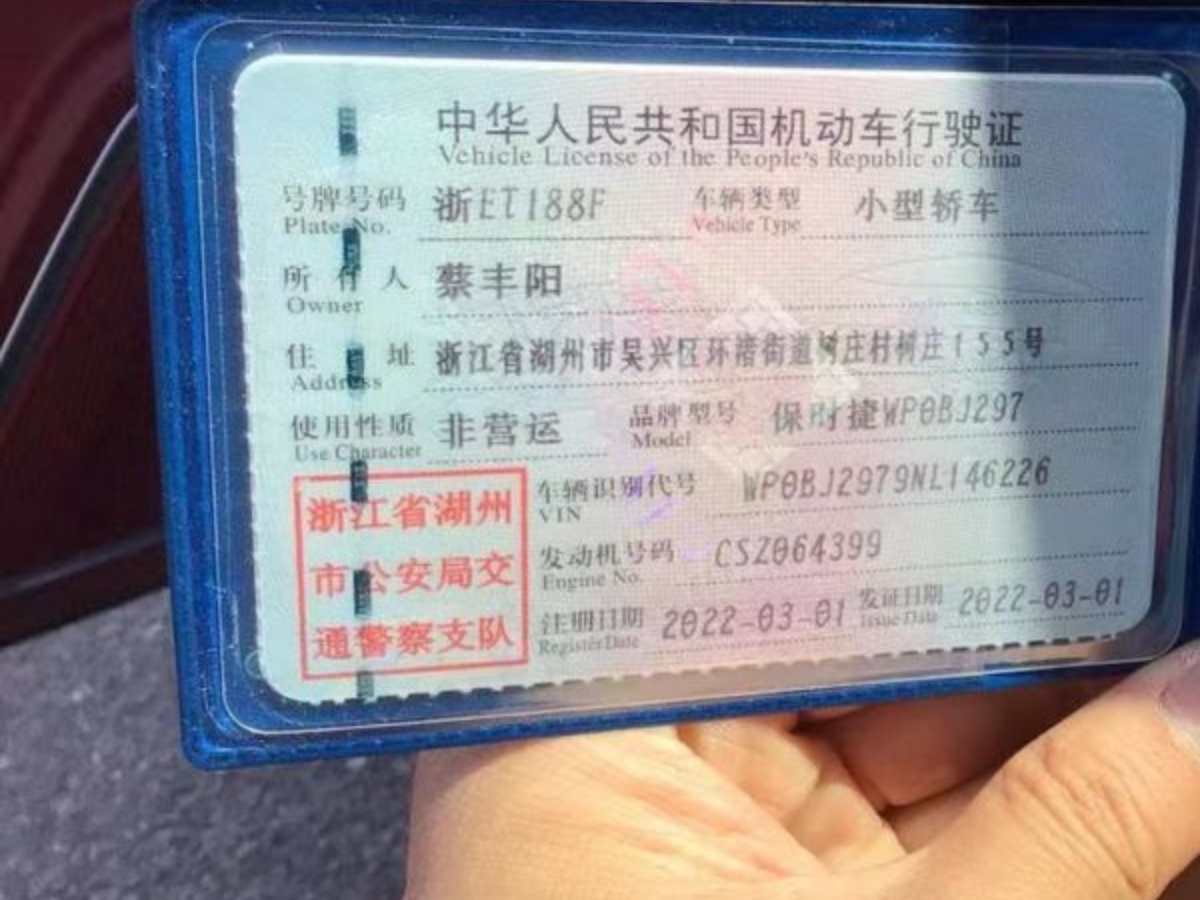 中华人民共和国机动车行驶证
Vehicle License of the People's Republic of China
号牌号码 浙ET188F 车辆类型 小型轿车
Plate No. Vehicle Type
所有人 蔡丰阳
Owner
住址 浙江省湖州市吴兴区环渚街道树庄村树庄155号
Address
使用性质 非营运 品牌型号 保时捷WP0BJ297
Use Character Model
浙江省湖州
市公安局交
通警察支队
车辆识别代号 WP0BJ2979NL146226
VIN
发动机号码 CSZ064399
Engine No.
注册日期 2022-03-01 发证日期 2022-03-01
Register Date Issue Date